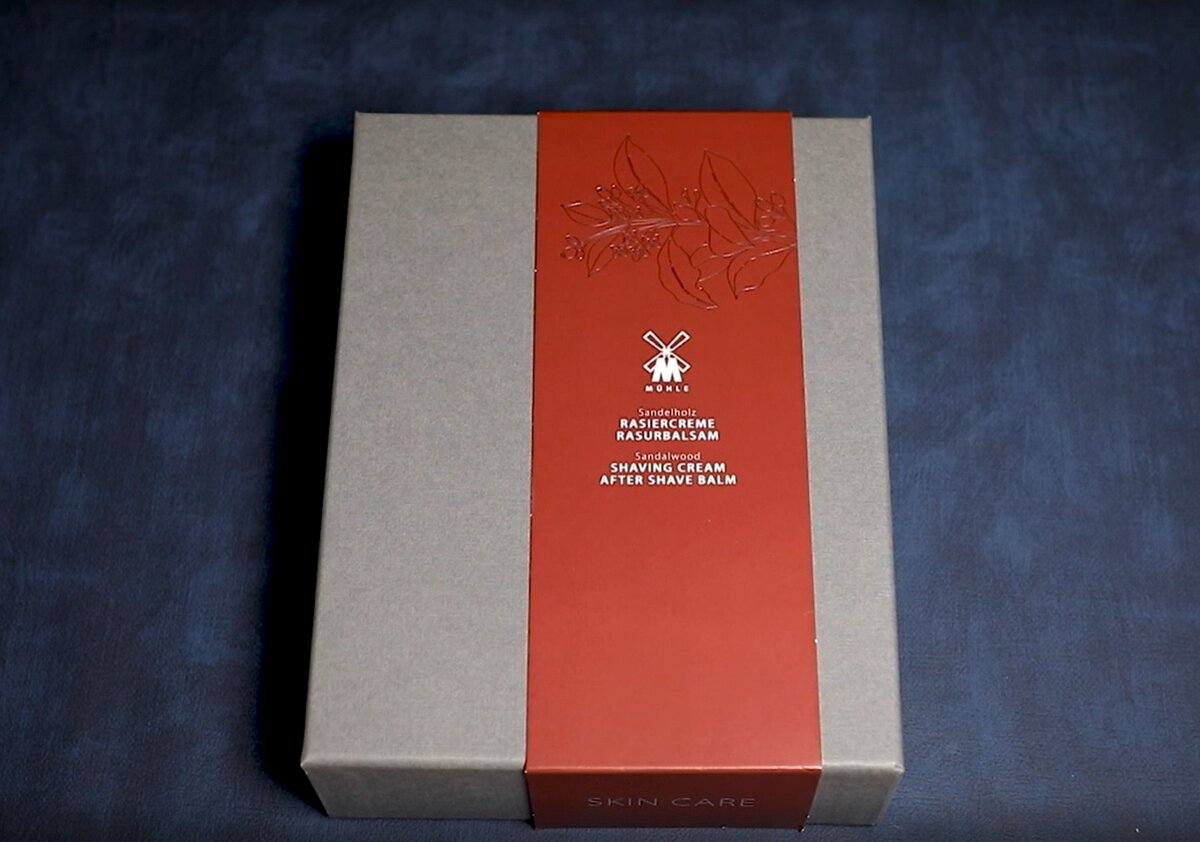 MÜHLE
Sandelholz
RASIERCREME
RASURBALSAM
Sandalwood
SHAVING CREAM
AFTER SHAVE BALM
SKIN CARE